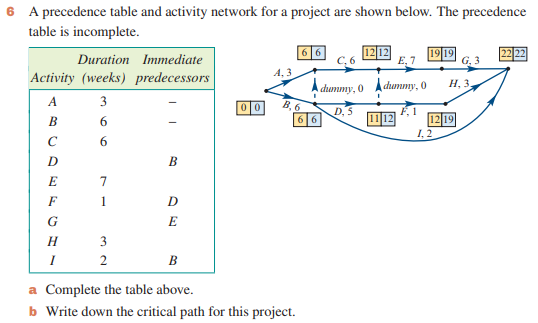 6 A precedence table and activity network for a project are shown below. The precedence
table is incomplete.
Duration Immediate
Activity (weeks) predecessors
A 3 –
B 6 –
C 6
D B
E 7
F 1 D
G E
H 3
I 2 B
0 0
A, 3
B, 6
6 6
6 6
dummy, 0
C, 6
D, 5
12 12
11 12
dummy, 0
E, 7
F, 1
19 19
12 19
G, 3
H, 3
I, 2
22 22
a Complete the table above.
b Write down the critical path for this project.